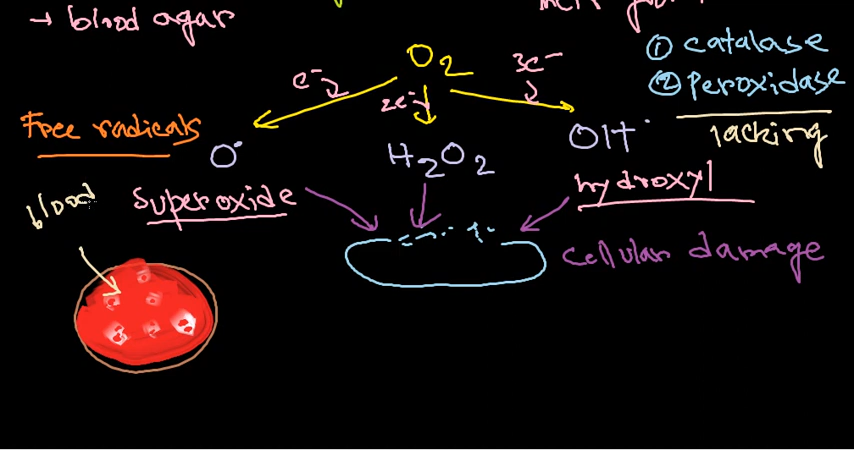 → blood agar
O2
e-
2e-
3e-
① catalase
② Peroxidase
lacking
Free radicals
O•
H2O2
OH•
Superoxide
hydroxyl
blood
cellular damage